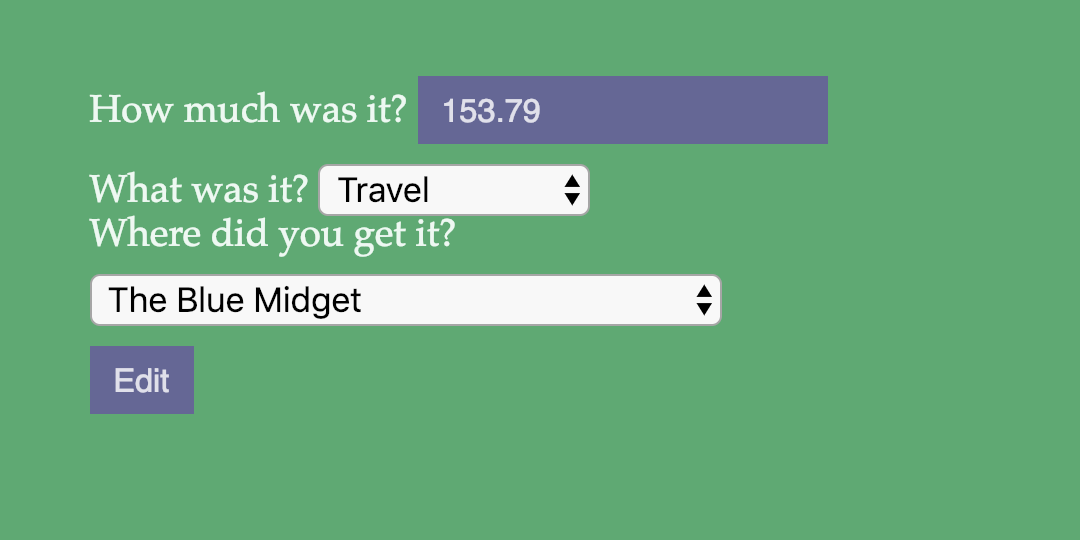 How much was it? 153.79
What was it? Travel
Where did you get it?
The Blue Midget
Edit